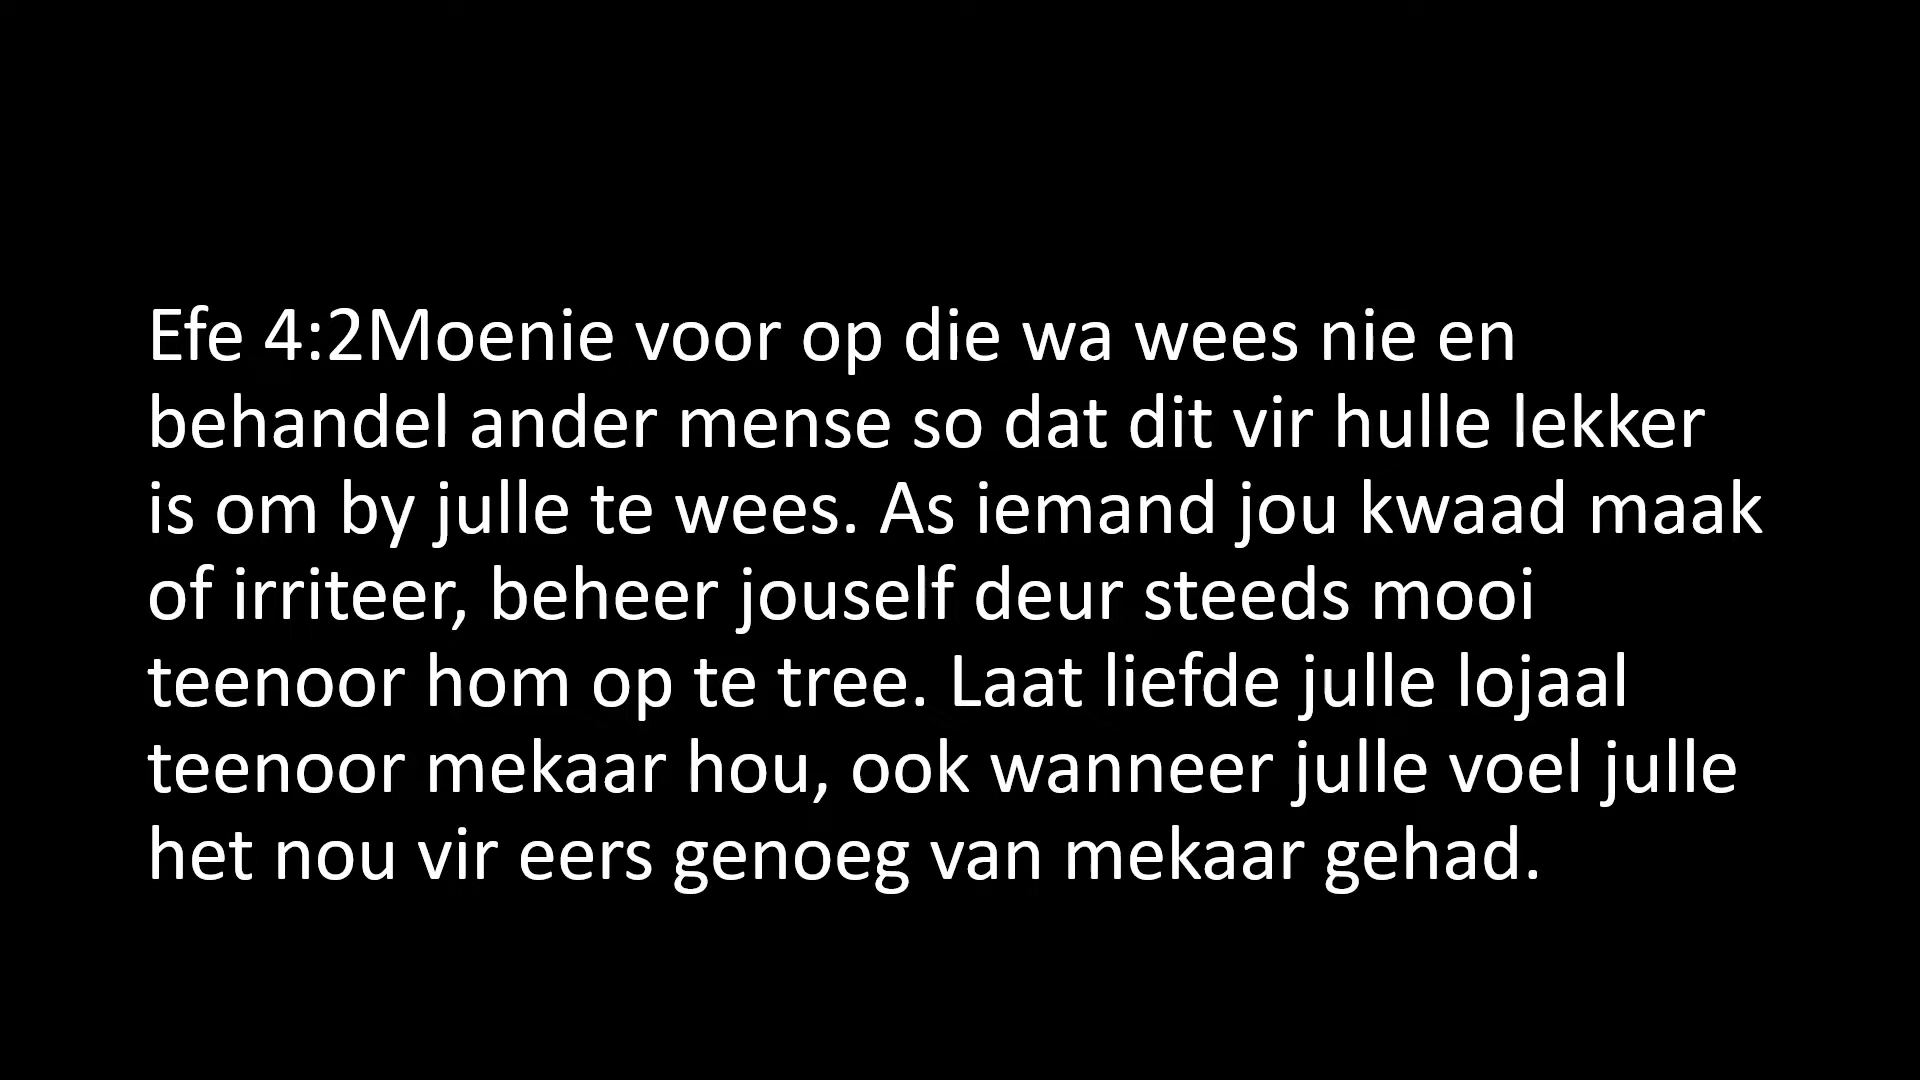 Efe 4:2Moenie voor op die wa wees nie en
behandel ander mense so dat dit vir hulle lekker
is om by julle te wees. As iemand jou kwaad maak
of irriteer, beheer jouself deur steeds mooi
teenoor hom op te tree. Laat liefde julle lojaal
teenoor mekaar hou, ook wanneer julle voel julle
het nou vir eers genoeg van mekaar gehad.